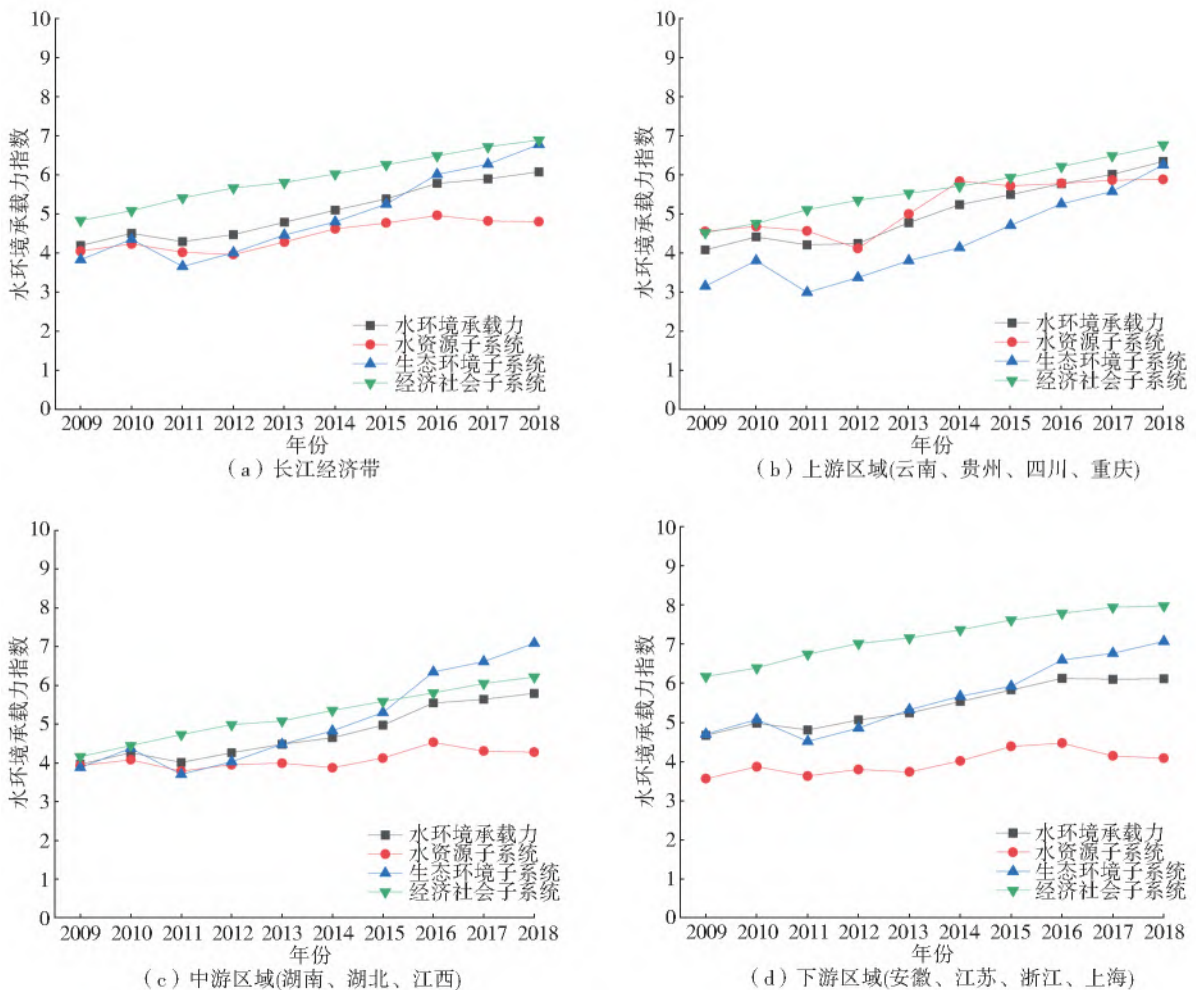 水环境承载力指数
10
9
8
7
6
5
4
3
2
1
0
水环境承载力
水资源子系统
生态环境子系统
经济社会子系统
2009 2010 2011 2012 2013 2014 2015 2016 2017 2018
年份
（a）长江经济带
水环境承载力指数
10
9
8
7
6
5
4
3
2
1
0
水环境承载力
水资源子系统
生态环境子系统
经济社会子系统
2009 2010 2011 2012 2013 2014 2015 2016 2017 2018
年份
（b）上游区域(云南、贵州、四川、重庆)
水环境承载力指数
10
9
8
7
6
5
4
3
2
1
0
水环境承载力
水资源子系统
生态环境子系统
经济社会子系统
2009 2010 2011 2012 2013 2014 2015 2016 2017 2018
年份
（c）中游区域(湖南、湖北、江西)
水环境承载力指数
10
9
8
7
6
5
4
3
2
1
0
水环境承载力
水资源子系统
生态环境子系统
经济社会子系统
2009 2010 2011 2012 2013 2014 2015 2016 2017 2018
年份
（d）下游区域(安徽、江苏、浙江、上海)